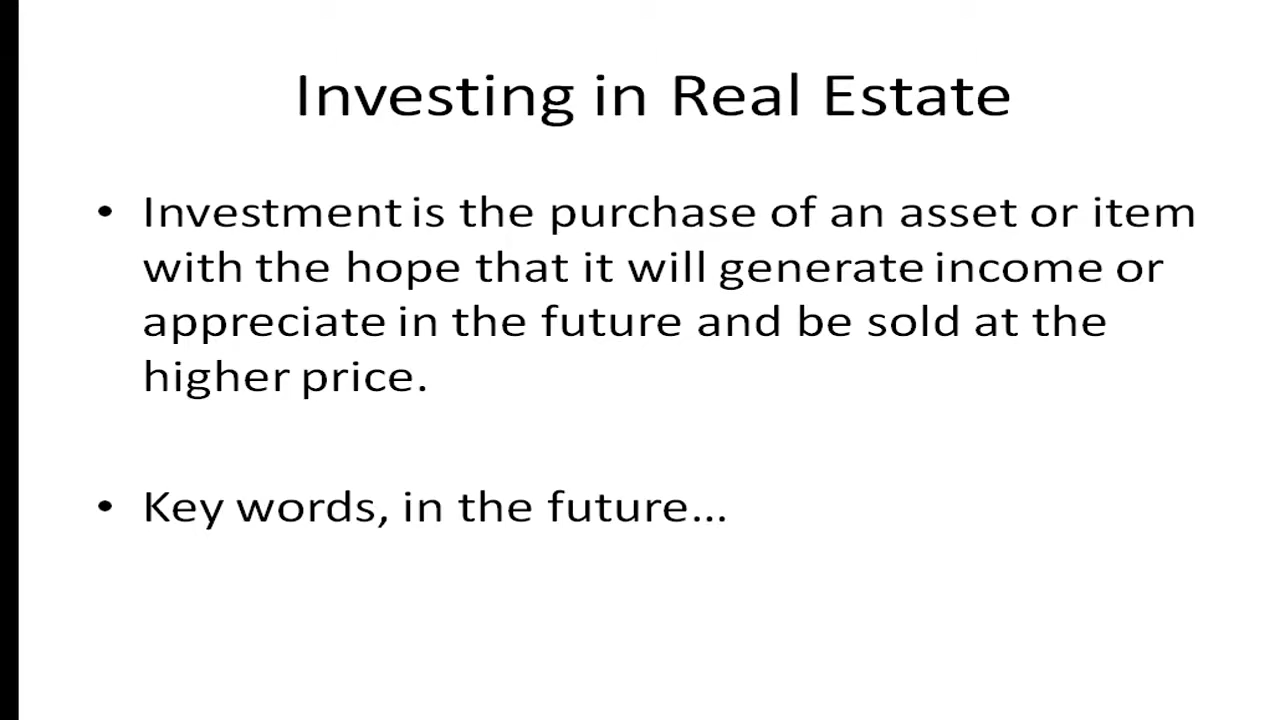 Investing in Real Estate
• Investment is the purchase of an asset or item
with the hope that it will generate income or
appreciate in the future and be sold at the
higher price.
• Key words, in the future...